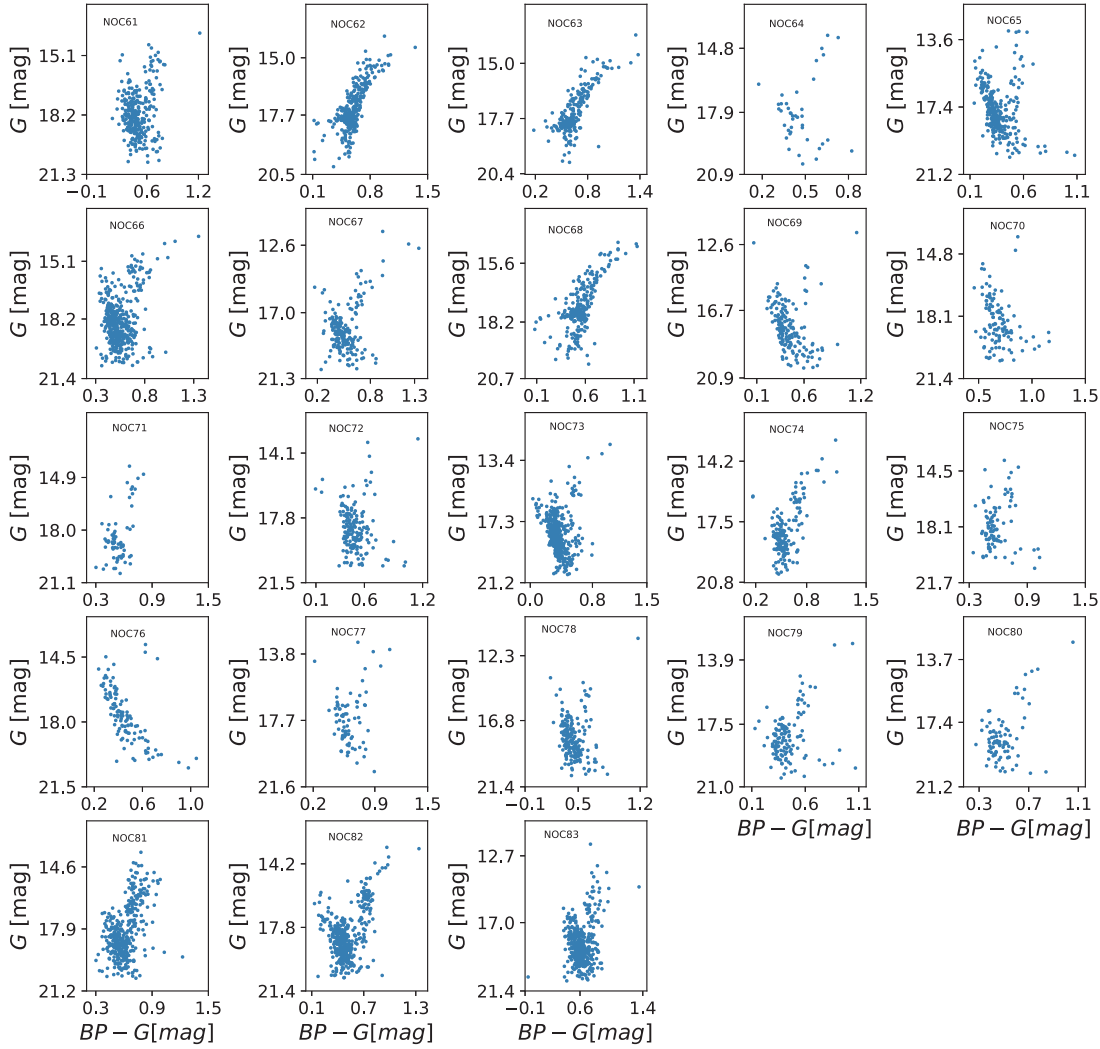 NOC61
G [mag]
15.1
18.2
21.3
−0.1 0.6 1.2
NOC62
G [mag]
15.0
17.7
20.5
0.1 0.9 1.5
NOC63
G [mag]
15.0
17.7
20.4
0.2 0.8 1.4
NOC64
G [mag]
14.8
17.9
20.9
0.2 0.5 0.8
NOC65
G [mag]
13.6
17.4
21.2
0.1 0.6 1.1
NOC66
G [mag]
15.1
18.2
21.4
0.3 0.8 1.3
NOC67
G [mag]
12.6
17.0
21.3
0.2 0.8 1.4
NOC68
G [mag]
15.6
18.2
20.7
0.1 0.6 1.1
NOC69
G [mag]
12.6
16.7
20.9
0.1 0.6 1.2
NOC70
G [mag]
14.8
18.1
21.4
0.5 1.0 1.5
NOC71
G [mag]
14.9
18.0
21.1
0.3 0.9 1.5
NOC72
G [mag]
14.1
17.8
21.5
0.1 0.6 1.2
NOC73
G [mag]
13.4
17.3
21.2
0.0 0.8 1.4
NOC74
G [mag]
14.2
17.5
20.8
0.2 0.8 1.5
NOC75
G [mag]
14.5
18.1
21.7
0.3 0.9 1.5
NOC76
G [mag]
14.5
18.0
21.5
0.2 0.6 1.0
NOC77
G [mag]
13.8
17.7
21.6
0.2 0.9 1.5
NOC78
G [mag]
12.3
16.8
21.4
−0.1 0.5 1.2
NOC79
G [mag]
13.9
17.5
21.0
0.1 0.6 1.1
BP − G[mag]
NOC80
G [mag]
13.7
17.4
21.2
0.3 0.7 1.1
BP − G[mag]
NOC81
G [mag]
14.6
17.9
21.2
0.3 0.9 1.5
BP − G[mag]
NOC82
G [mag]
14.2
17.8
21.4
0.1 0.7 1.3
BP − G[mag]
NOC83
G [mag]
12.7
17.0
21.4
−0.1 0.6 1.4
BP − G[mag]